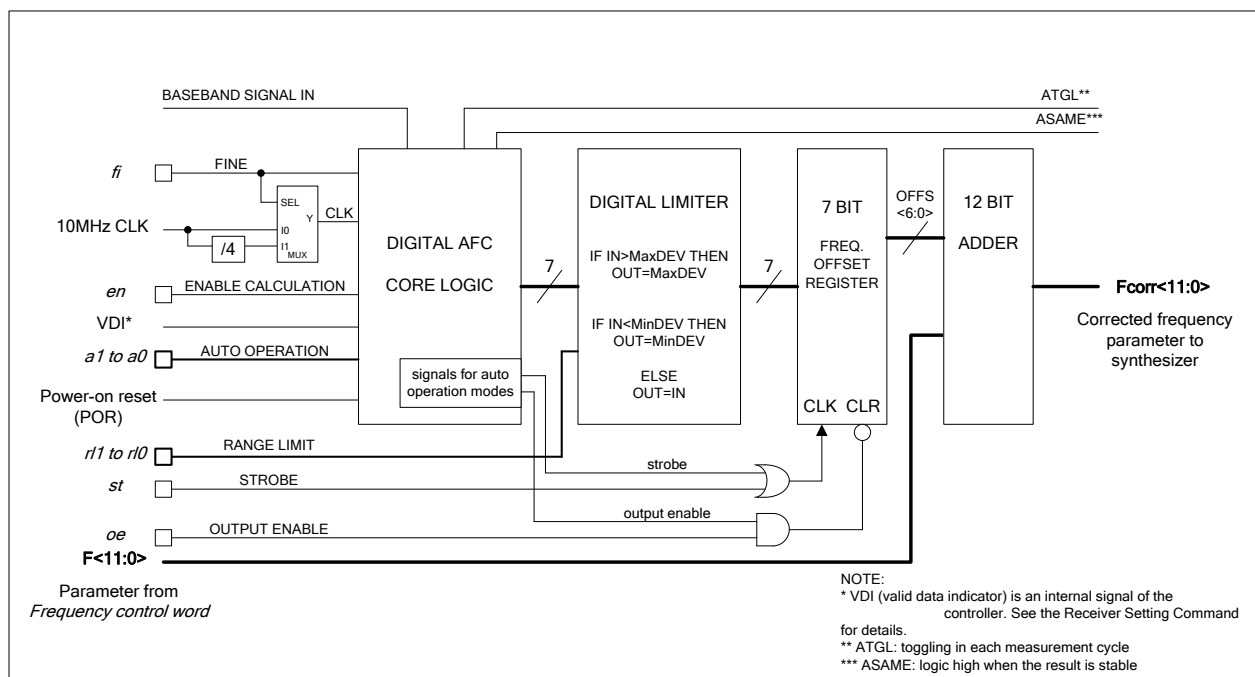 BASEBAND SIGNAL IN
ATGL**
ASAME***
fi
FINE
SEL
Y
I0
I1
MUX
CLK
10MHz CLK
/4
DIGITAL AFC
CORE LOGIC
7
DIGITAL LIMITER
IF IN>MaxDEV THEN
OUT=MaxDEV
IF IN<MinDEV THEN
OUT=MinDEV
ELSE
OUT=IN
7
7 BIT
FREQ.
OFFSET
REGISTER
CLK CLR
OFFS
<6:0>
12 BIT
ADDER
Fcorr<11:0>
Corrected frequency
parameter to
synthesizer
en
ENABLE CALCULATION
VDI*
a1 to a0
AUTO OPERATION
signals for auto
operation modes
Power-on reset
(POR)
rl1 to rl0
RANGE LIMIT
strobe
st
STROBE
output enable
oe
OUTPUT ENABLE
F<11:0>
Parameter from
Frequency control word
NOTE:
* VDI (valid data indicator) is an internal signal of the
controller. See the Receiver Setting Command
for details.
** ATGL: toggling in each measurement cycle
*** ASAME: logic high when the result is stable